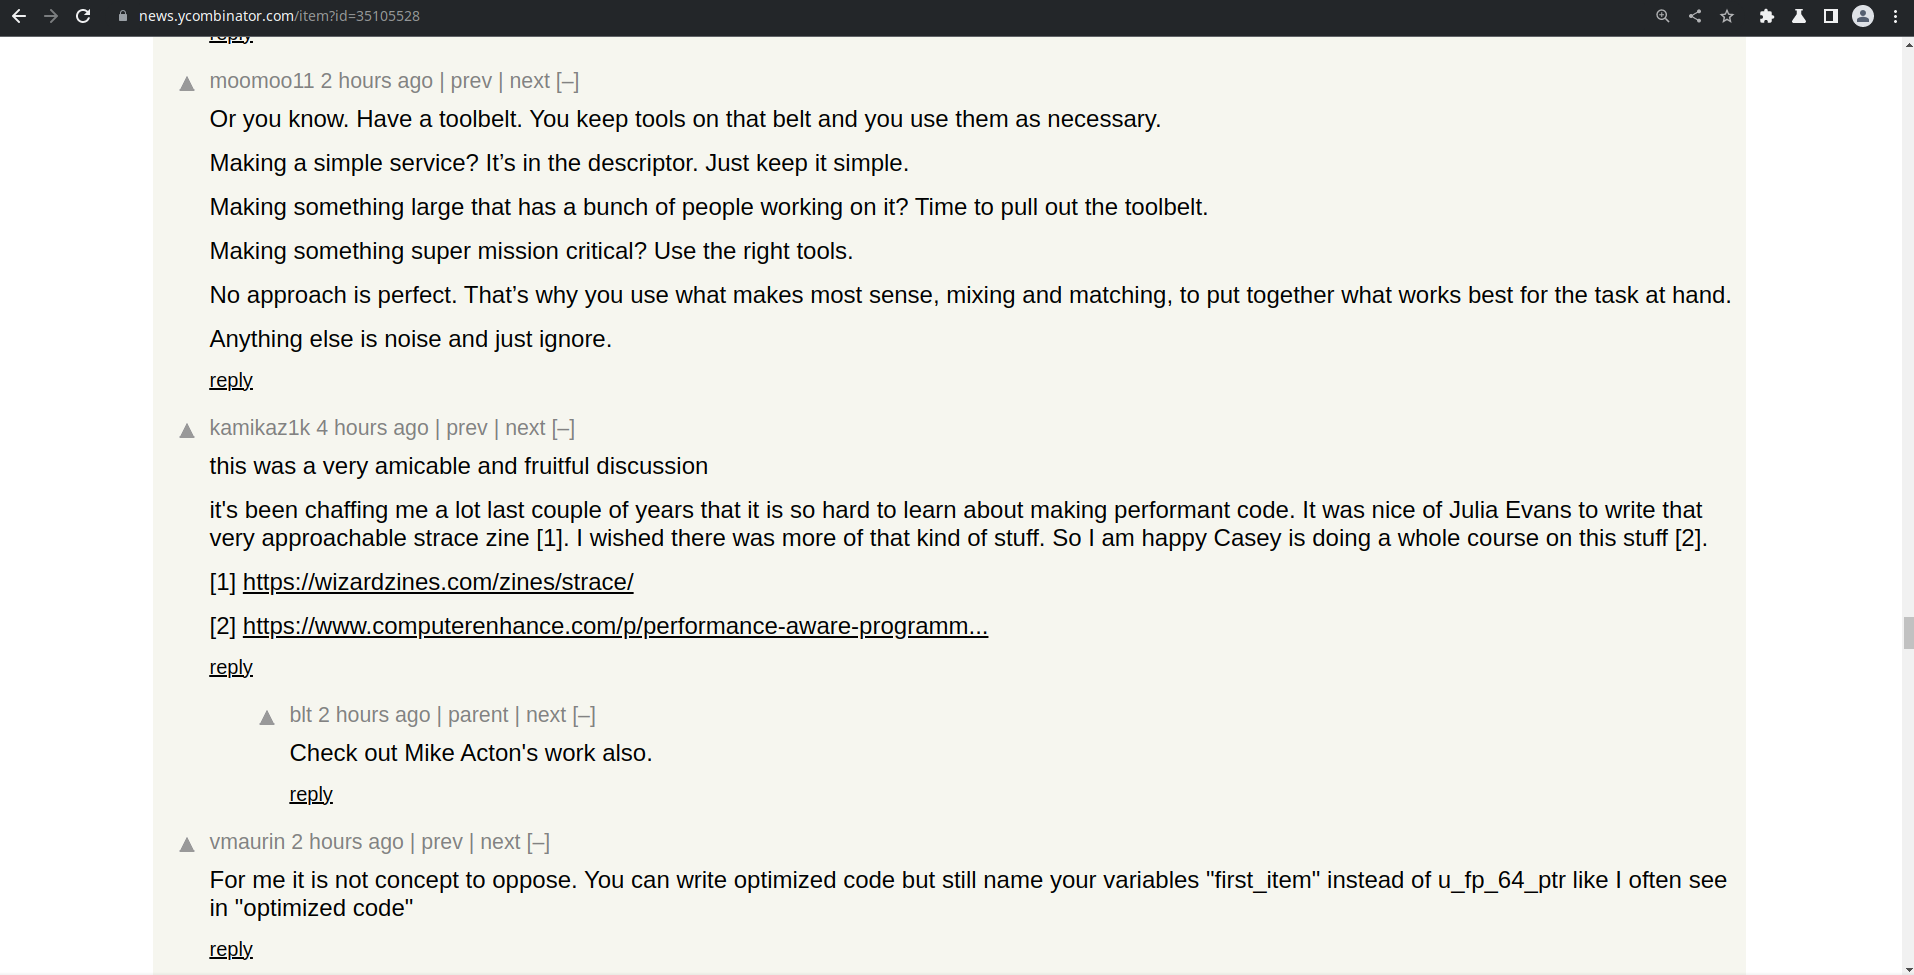 news.ycombinator.com/item?id=35105528
reply
moomoo11 2 hours ago | prev | next [–]
Or you know. Have a toolbelt. You keep tools on that belt and you use them as necessary.
Making a simple service? It’s in the descriptor. Just keep it simple.
Making something large that has a bunch of people working on it? Time to pull out the toolbelt.
Making something super mission critical? Use the right tools.
No approach is perfect. That’s why you use what makes most sense, mixing and matching, to put together what works best for the task at hand.
Anything else is noise and just ignore.
reply
kamikaz1k 4 hours ago | prev | next [–]
this was a very amicable and fruitful discussion
it's been chaffing me a lot last couple of years that it is so hard to learn about making performant code. It was nice of Julia Evans to write that
very approachable strace zine [1]. I wished there was more of that kind of stuff. So I am happy Casey is doing a whole course on this stuff [2].
[1] https://wizardzines.com/zines/strace/
[2] https://www.computerenhance.com/p/performance-aware-programm...
reply
blt 2 hours ago | parent | next [–]
Check out Mike Acton's work also.
reply
vmaurin 2 hours ago | prev | next [–]
For me it is not concept to oppose. You can write optimized code but still name your variables "first_item" instead of u_fp_64_ptr like I often see
in "optimized code"
reply